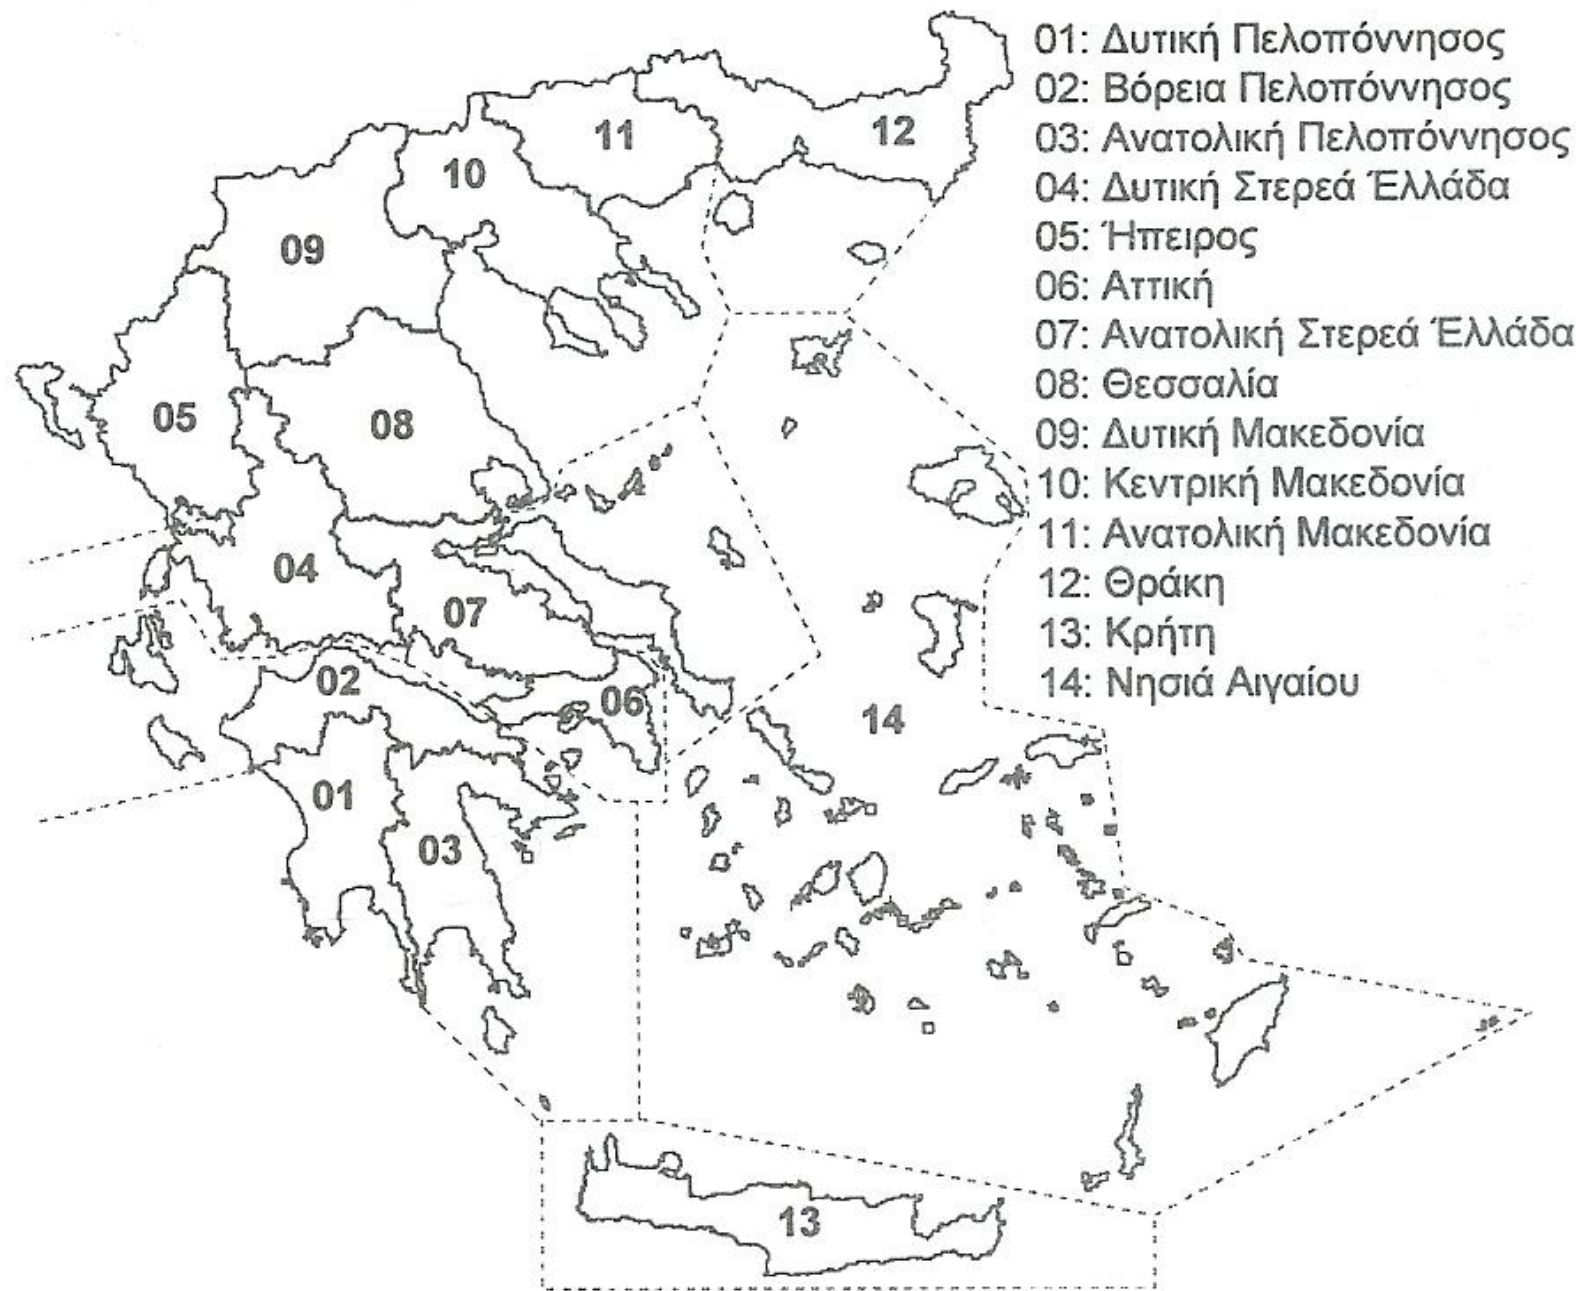 01: Δυτική Πελοπόννησος
02: Βόρεια Πελοπόννησος
03: Ανατολική Πελοπόννησος
04: Δυτική Στερεά Έλλάδα
05: Ήπειρος
06: Αττική
07: Ανατολική Στερεά Έλλάδα
08: Θεσσαλία
09: Δυτική Μακεδονία
10: Κεντρική Μακεδονία
11: Ανατολική Μακεδονία
12: Θράκη
13: Κρήτη
14: Νησιά Αιγαίου
11
12
10
09
05
08
04
07
02
06
14
01
03
13